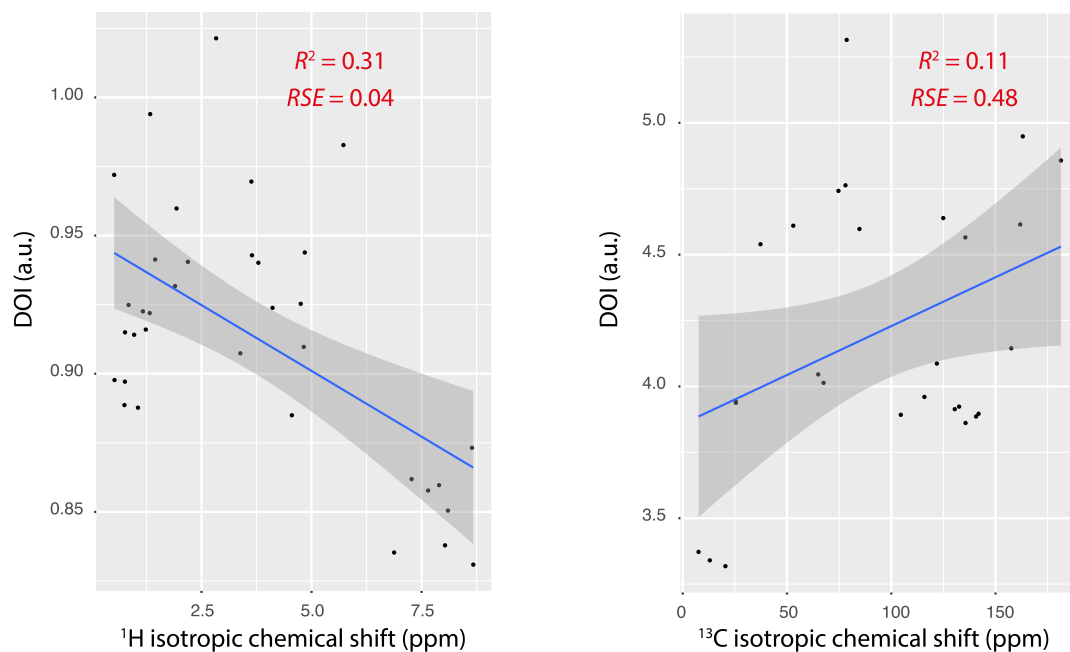 R² = 0.31
RSE = 0.04
1.00
0.95
0.90
0.85
DOI (a.u.)
2.5 5.0 7.5
¹H isotropic chemical shift (ppm)
R² = 0.11
RSE = 0.48
5.0
4.5
4.0
3.5
DOI (a.u.)
0 50 100 150
¹³C isotropic chemical shift (ppm)